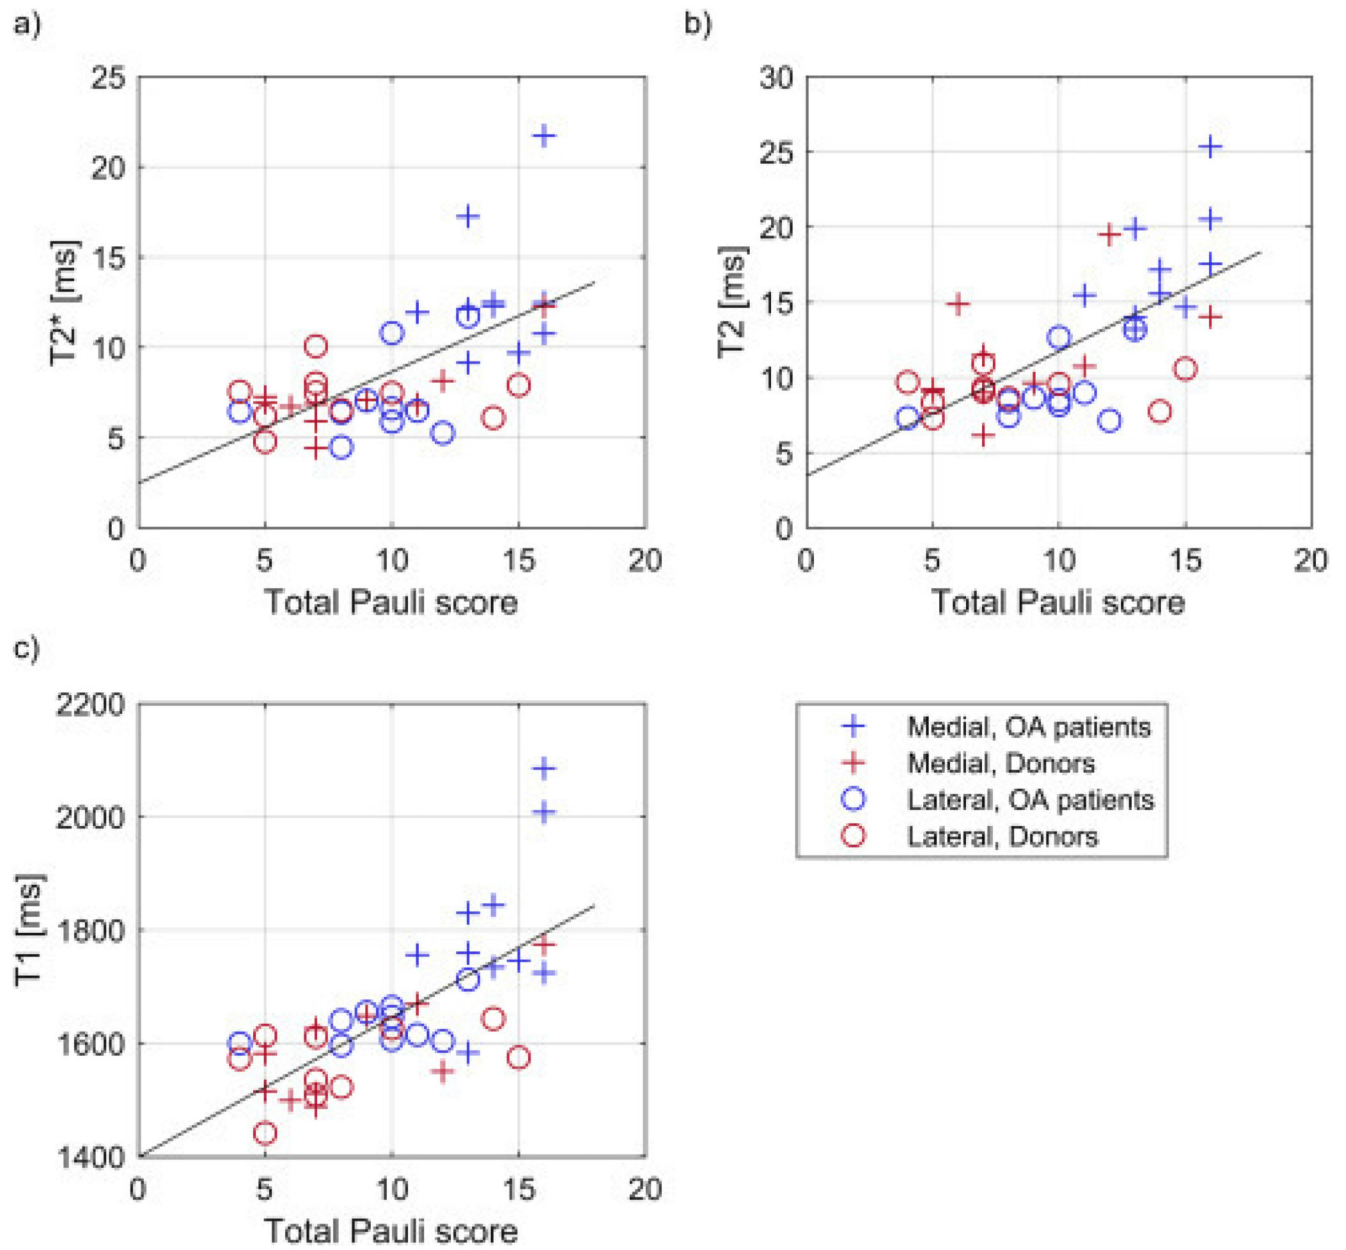 a)
25
20
15
10
5
0
T2* [ms]
0 5 10 15 20
Total Pauli score
b)
30
25
20
15
10
5
0
T2 [ms]
0 5 10 15 20
Total Pauli score
c)
2200
2000
1800
1600
1400
T1 [ms]
0 5 10 15 20
Total Pauli score
Medial, OA patients
Medial, Donors
Lateral, OA patients
Lateral, Donors